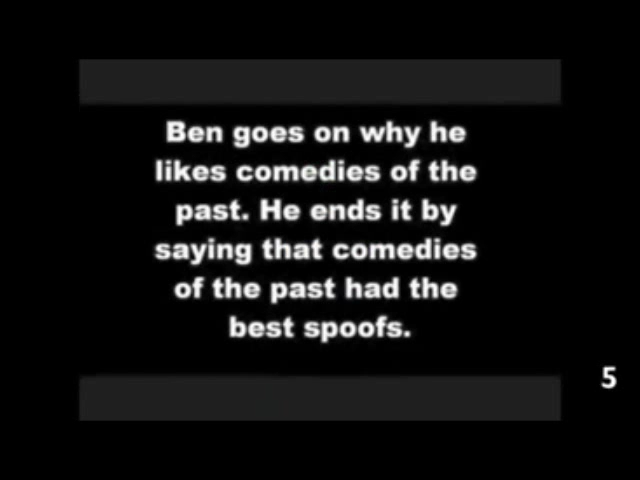 Ben goes on why he
likes comedies of the
past. He ends it by
saying that comedies
of the past had the
best spoofs.
5